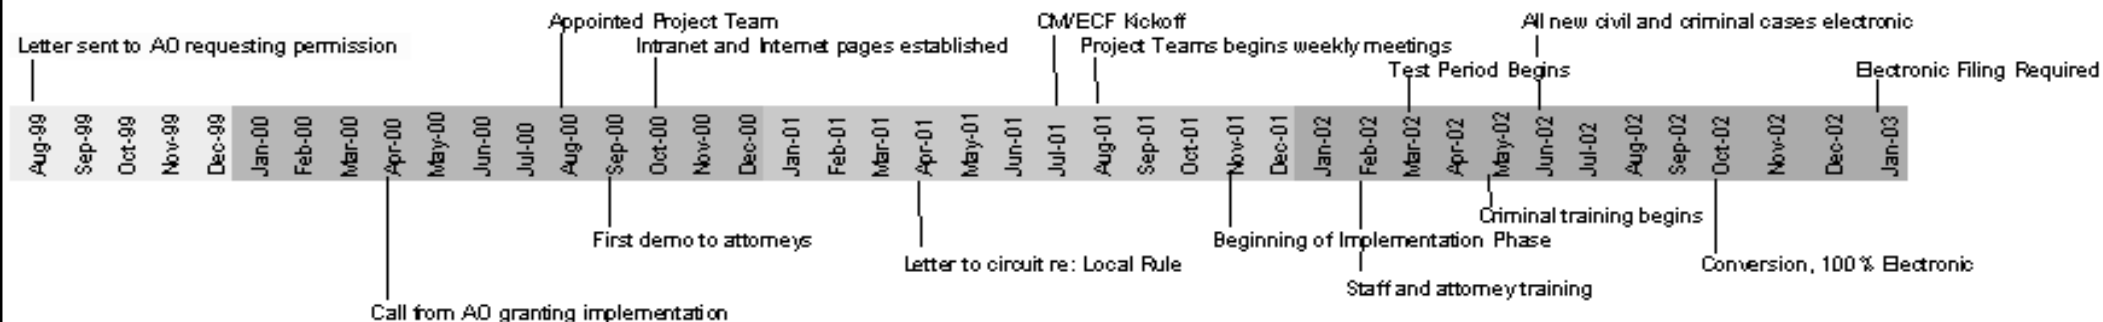 Appointed Project Team
CM/ECF Kickoff
All new civil and criminal cases electronic
Letter sent to AO requesting permission
Intranet and Internet pages established
Project Teams begins weekly meetings
Test Period Begins
Electronic Filing Required
Aug-99
Sep-99
Oct-99
Nov-99
Dec-99
Jan-00
Feb-00
Mar-00
Apr-00
May-00
Jun-00
Jul-00
Aug-00
Sep-00
Oct-00
Nov-00
Dec-00
Jan-01
Feb-01
Mar-01
Apr-01
May-01
Jun-01
Jul-01
Aug-01
Sep-01
Oct-01
Nov-01
Dec-01
Jan-02
Feb-02
Mar-02
Apr-02
May-02
Jun-02
Jul-02
Aug-02
Sep-02
Oct-02
Nov-02
Dec-02
Jan-03
Criminal training begins
First demo to attorneys
Beginning of Implementation Phase
Letter to circuit re: Local Rule
Conversion, 100% Electronic
Staff and attorney training
Call from AO granting implementation